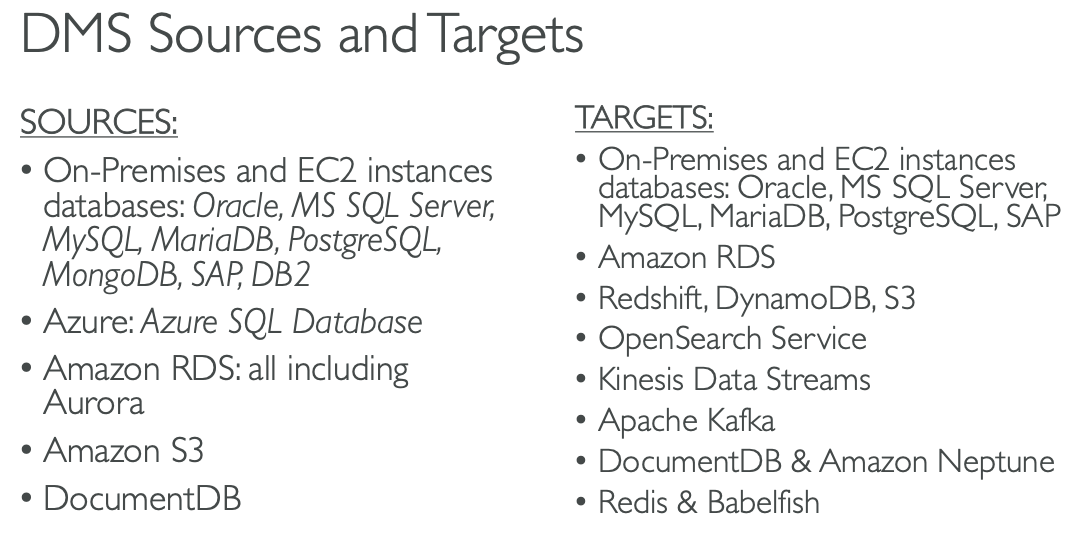 DMS Sources and Targets
SOURCES:
• On-Premises and EC2 instances
databases: Oracle, MS SQL Server,
MySQL, MariaDB, PostgreSQL,
MongoDB, SAP, DB2
• Azure: Azure SQL Database
• Amazon RDS: all including
Aurora
• Amazon S3
• DocumentDB
TARGETS:
• On-Premises and EC2 instances
databases: Oracle, MS SQL Server,
MySQL, MariaDB, PostgreSQL, SAP
• Amazon RDS
• Redshift, DynamoDB, S3
• OpenSearch Service
• Kinesis Data Streams
• Apache Kafka
• DocumentDB & Amazon Neptune
• Redis & Babelfish